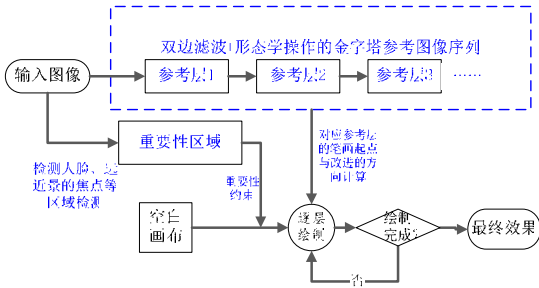 双边滤波+形态学操作的金字塔参考图像序列
输入图像
参考层1
参考层2
参考层3
……
重要性区域
检测人脸、远
近景的焦点等
区域检测
重要性
约束
对应参考层
的笔画起点
与改进的方
向计算
空白
画布
逐层
绘制
绘制
完成?
最终效果
否